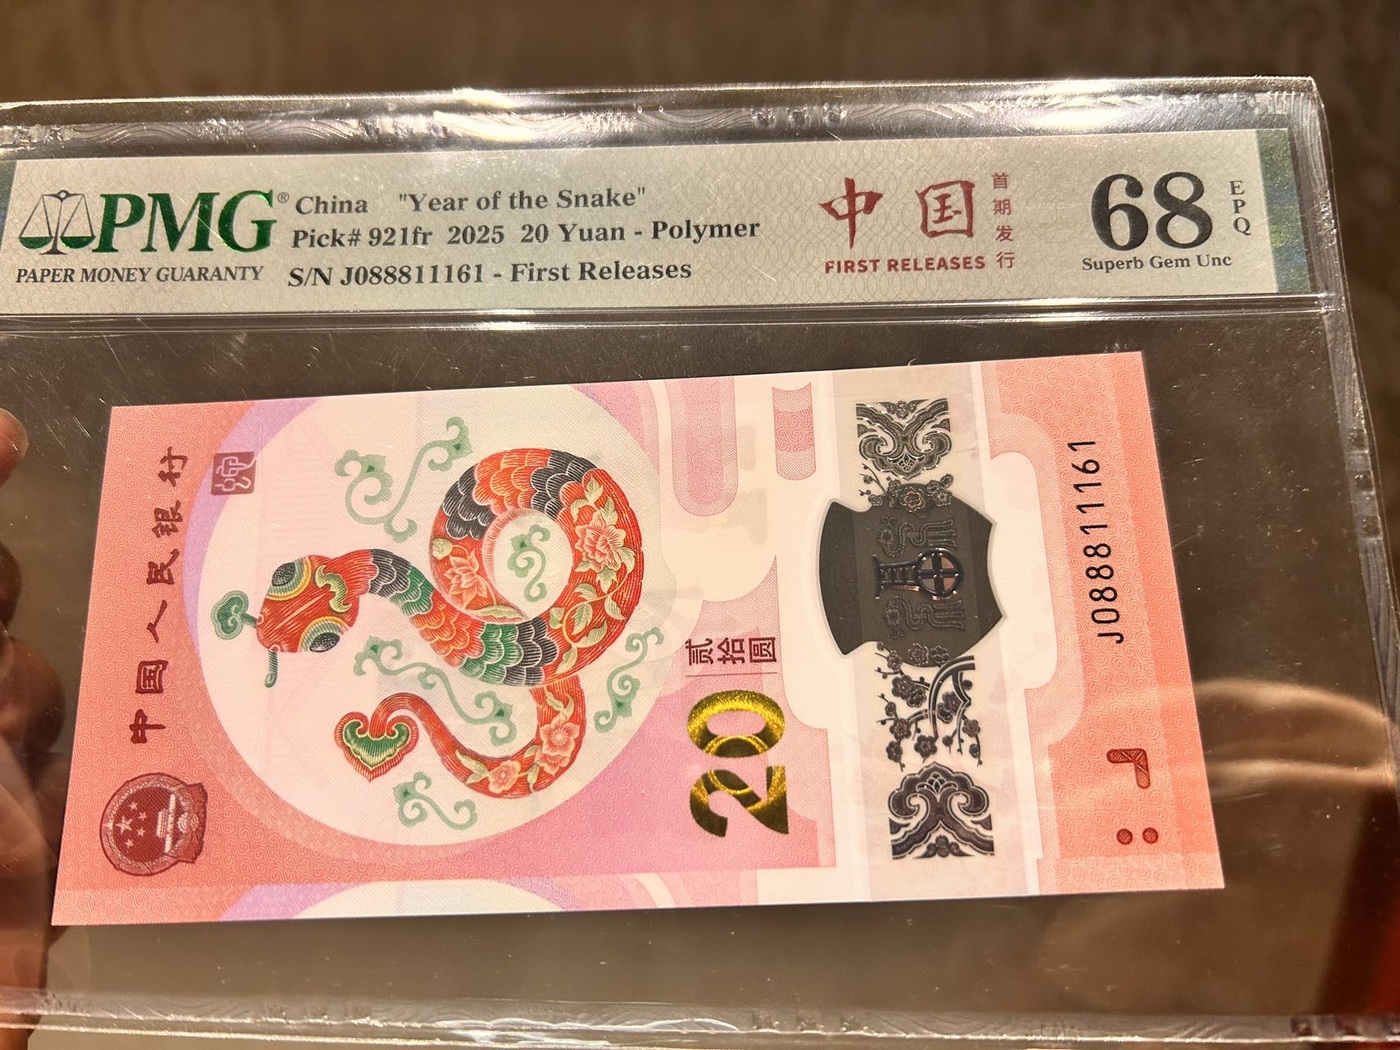 PMG®
PAPER MONEY GUARANTY
China "Year of the Snake"
Pick# 921fr 2025 20 Yuan - Polymer
S/N J088811161 - First Releases
中国
首期发行
FIRST RELEASES
68
EPQ
Superb Gem Unc
中国人民银行
贰拾圆
20
J088811161